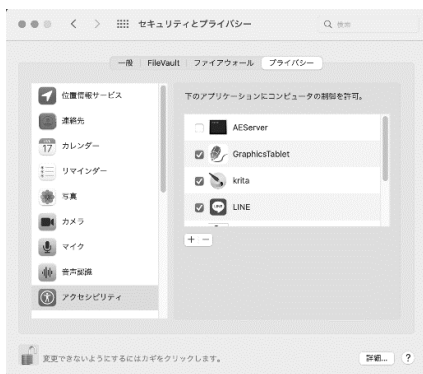 セキュリティとプライバシー
検索
一般 FileVault ファイアウォール プライバシー
位置情報サービス
連絡先
17 カレンダー
リマインダー
写真
カメラ
マイク
音声認識
アクセシビリティ
下のアプリケーションにコンピュータの制御を許可。
AEServer
GraphicsTablet
krita
LINE
+ −
変更できないようにするにはカギをクリックします。
詳細... ?